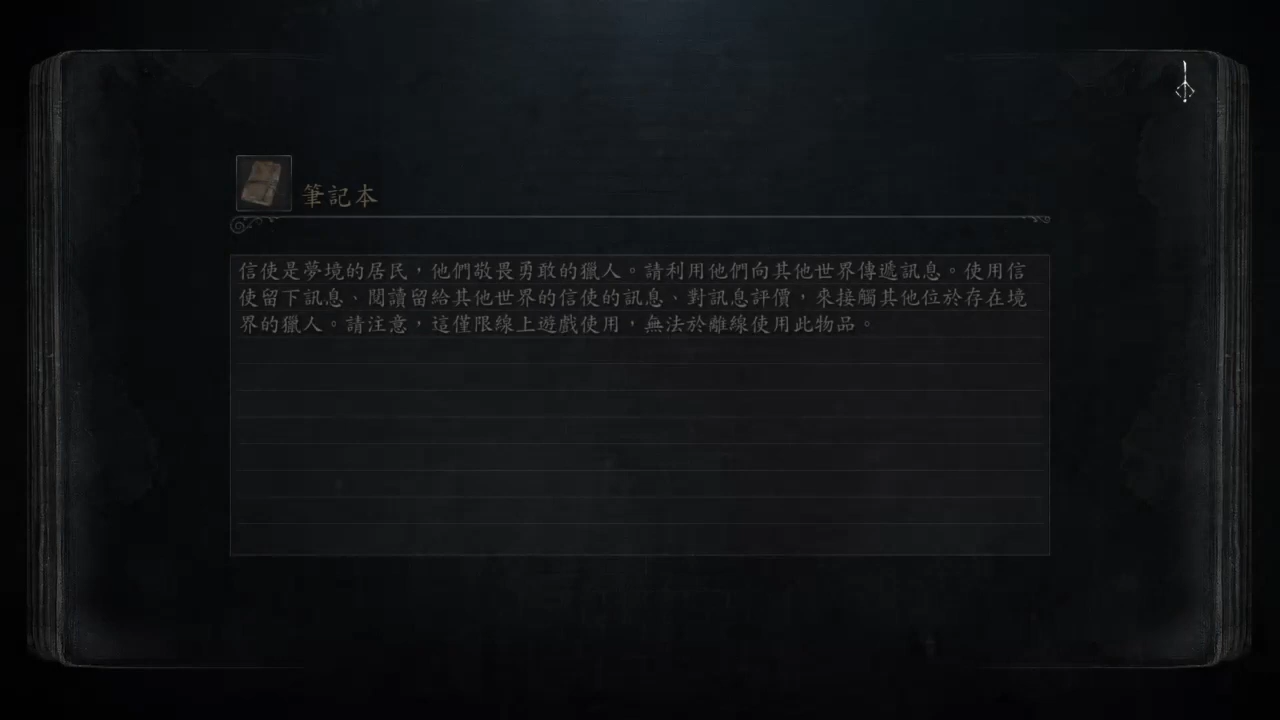 筆記本
信使是夢境的居民，他們敬畏勇敢的獵人。請利用他們向其他世界傳遞訊息。使用信
使留下訊息、閱讀留給其他世界的信使的訊息、對訊息評價，來接觸其他位於存在境
界的獵人。請注意，這僅限線上遊戲使用，無法於離線使用此物品。